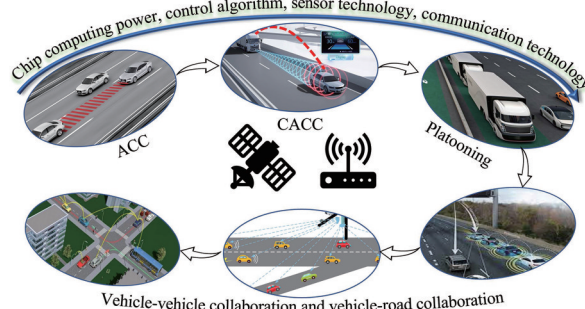 Chip computing power, control algorithm, sensor technology, communication technology
ACC
CACC
Platooning
Vehicle-vehicle collaboration and vehicle-road collaboration